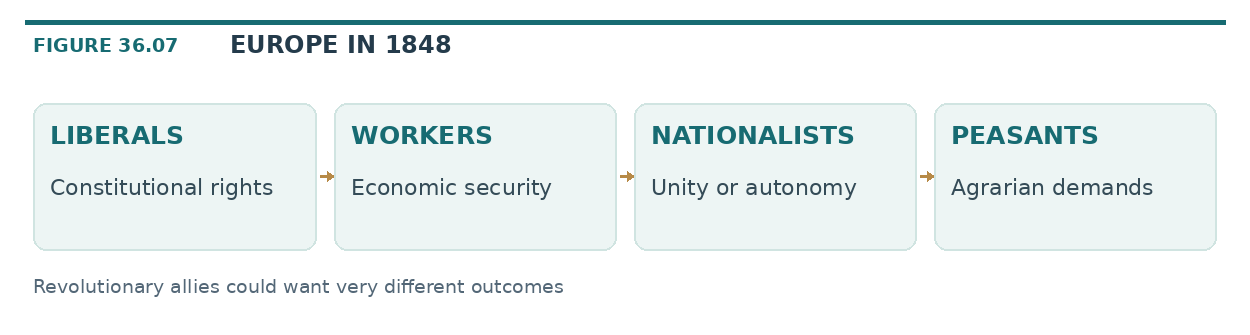 FIGURE 36.07 EUROPE IN 1848
LIBERALS
Constitutional rights
WORKERS
Economic security
NATIONALISTS
Unity or autonomy
PEASANTS
Agrarian demands
Revolutionary allies could want very different outcomes